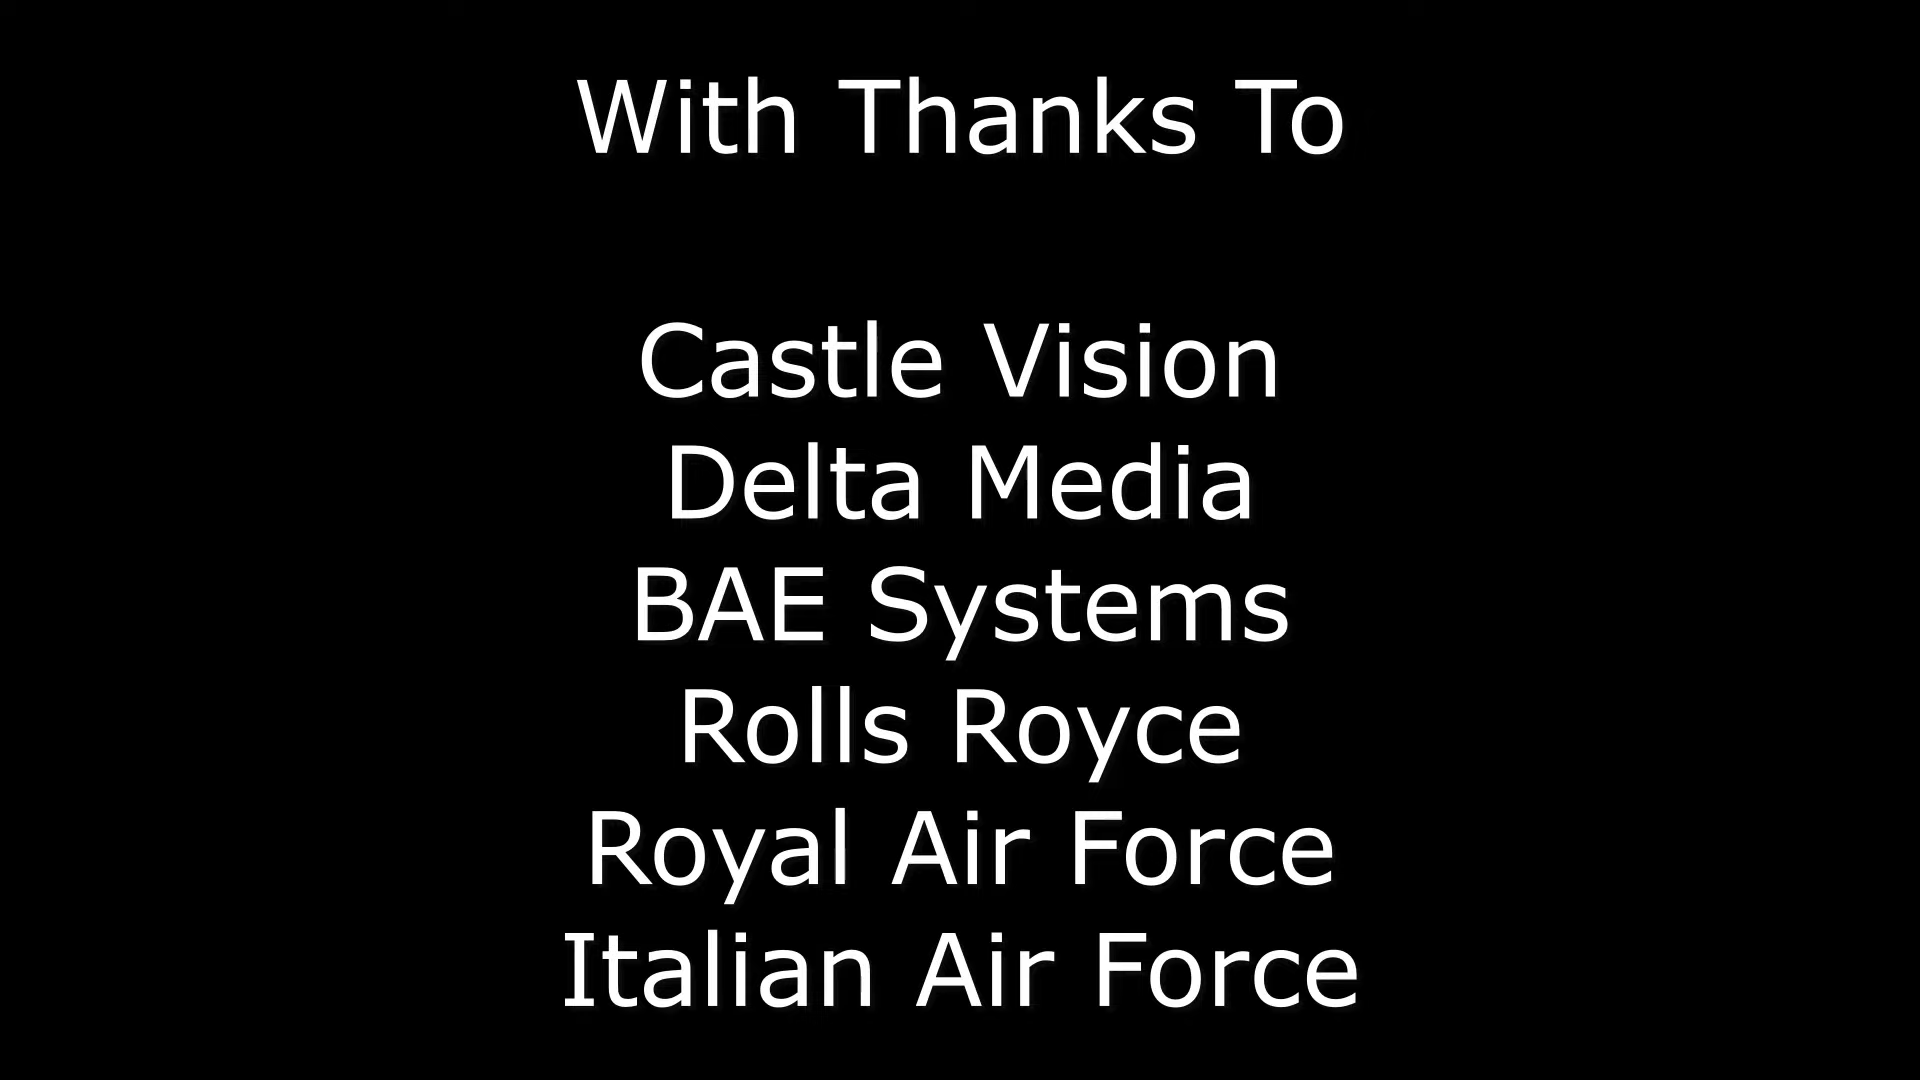 With Thanks To
Castle Vision
Delta Media
BAE Systems
Rolls Royce
Royal Air Force
Italian Air Force